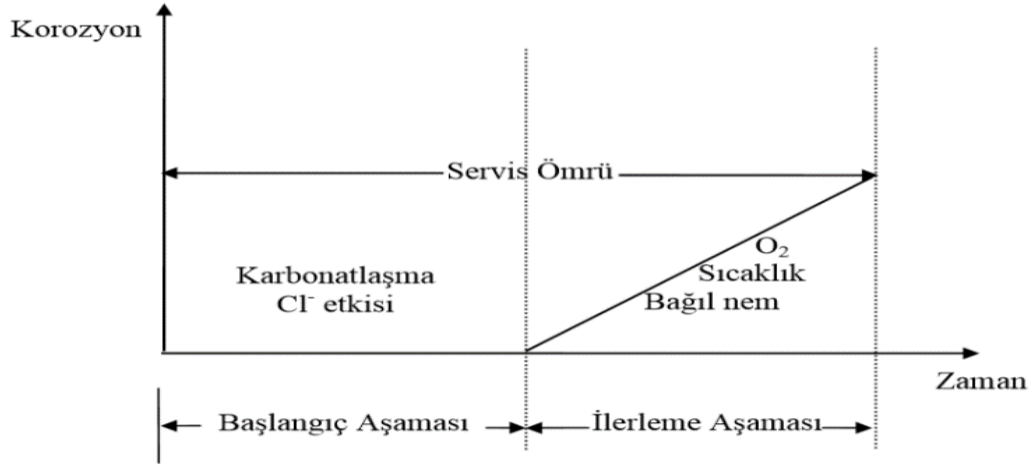 Korozyon
Servis Ömrü
O₂
Karbonatlaşma
Sıcaklık
Cl⁻ etkisi
Bağıl nem
Zaman
Başlangıç Aşaması
İlerleme Aşaması